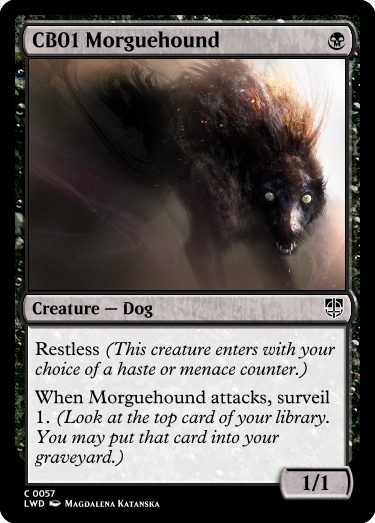 CB01 Morguehound
Creature — Dog
Restless (This creature enters with your
choice of a haste or menace counter.)
When Morguehound attacks, surveil
1. (Look at the top card of your library.
You may put that card into your
graveyard.)
1/1
C 0057
LWD Magdalena Katanska